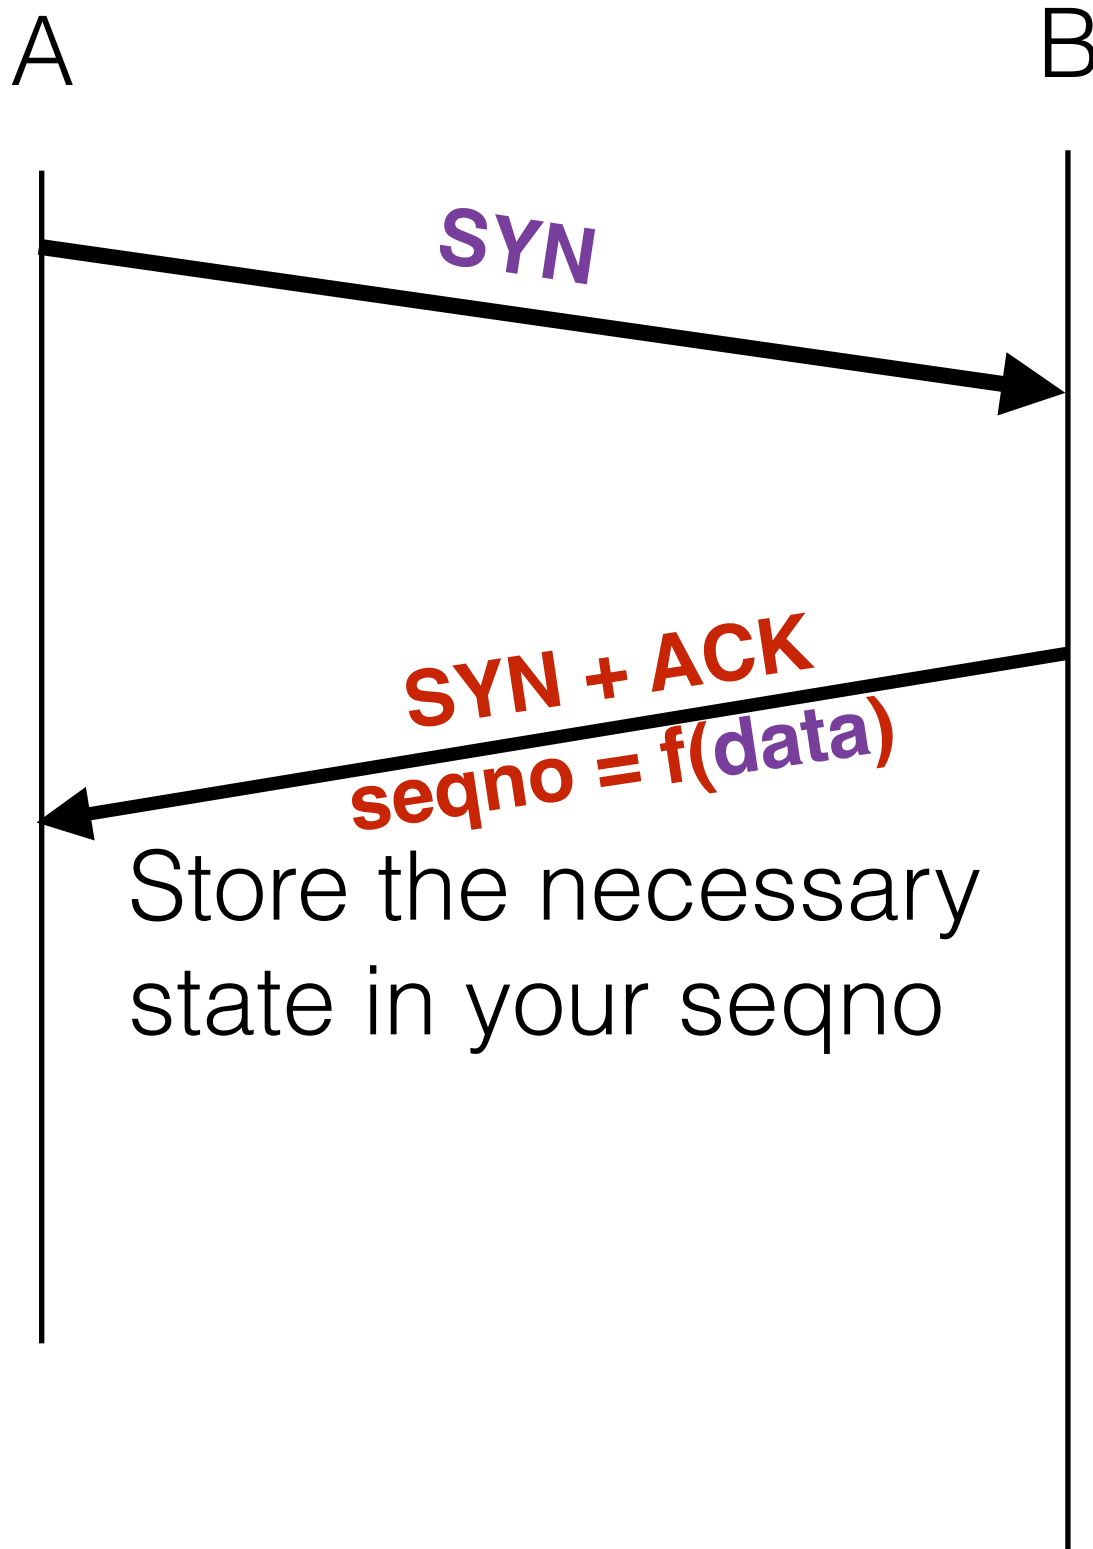 A
B
SYN
SYN + ACK
seqno = f(data)
Store the necessary
state in your seqno